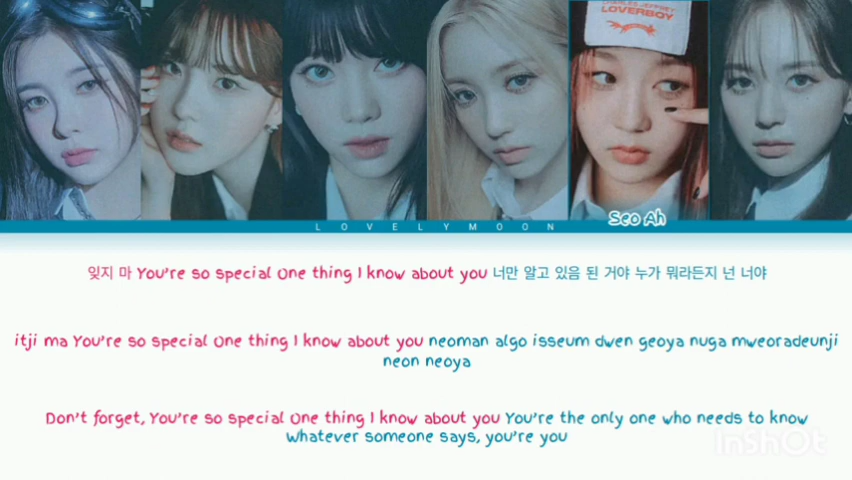 CHARLES JEFFREY
LOVERBOY
Seo Ah
LOVELYMOON
잊지 마 You're so special One thing I know about you 너만 알고 있음 된 거야 누가 뭐라든지 넌 너야
itji ma You're so special One thing I know about you neoman algo isseum dwen geoya nuga mweoradeunji
neon neoya
Don't forget, You're so special One thing I know about you You're the only one who needs to know
Whatever someone says, you're you
InShOt